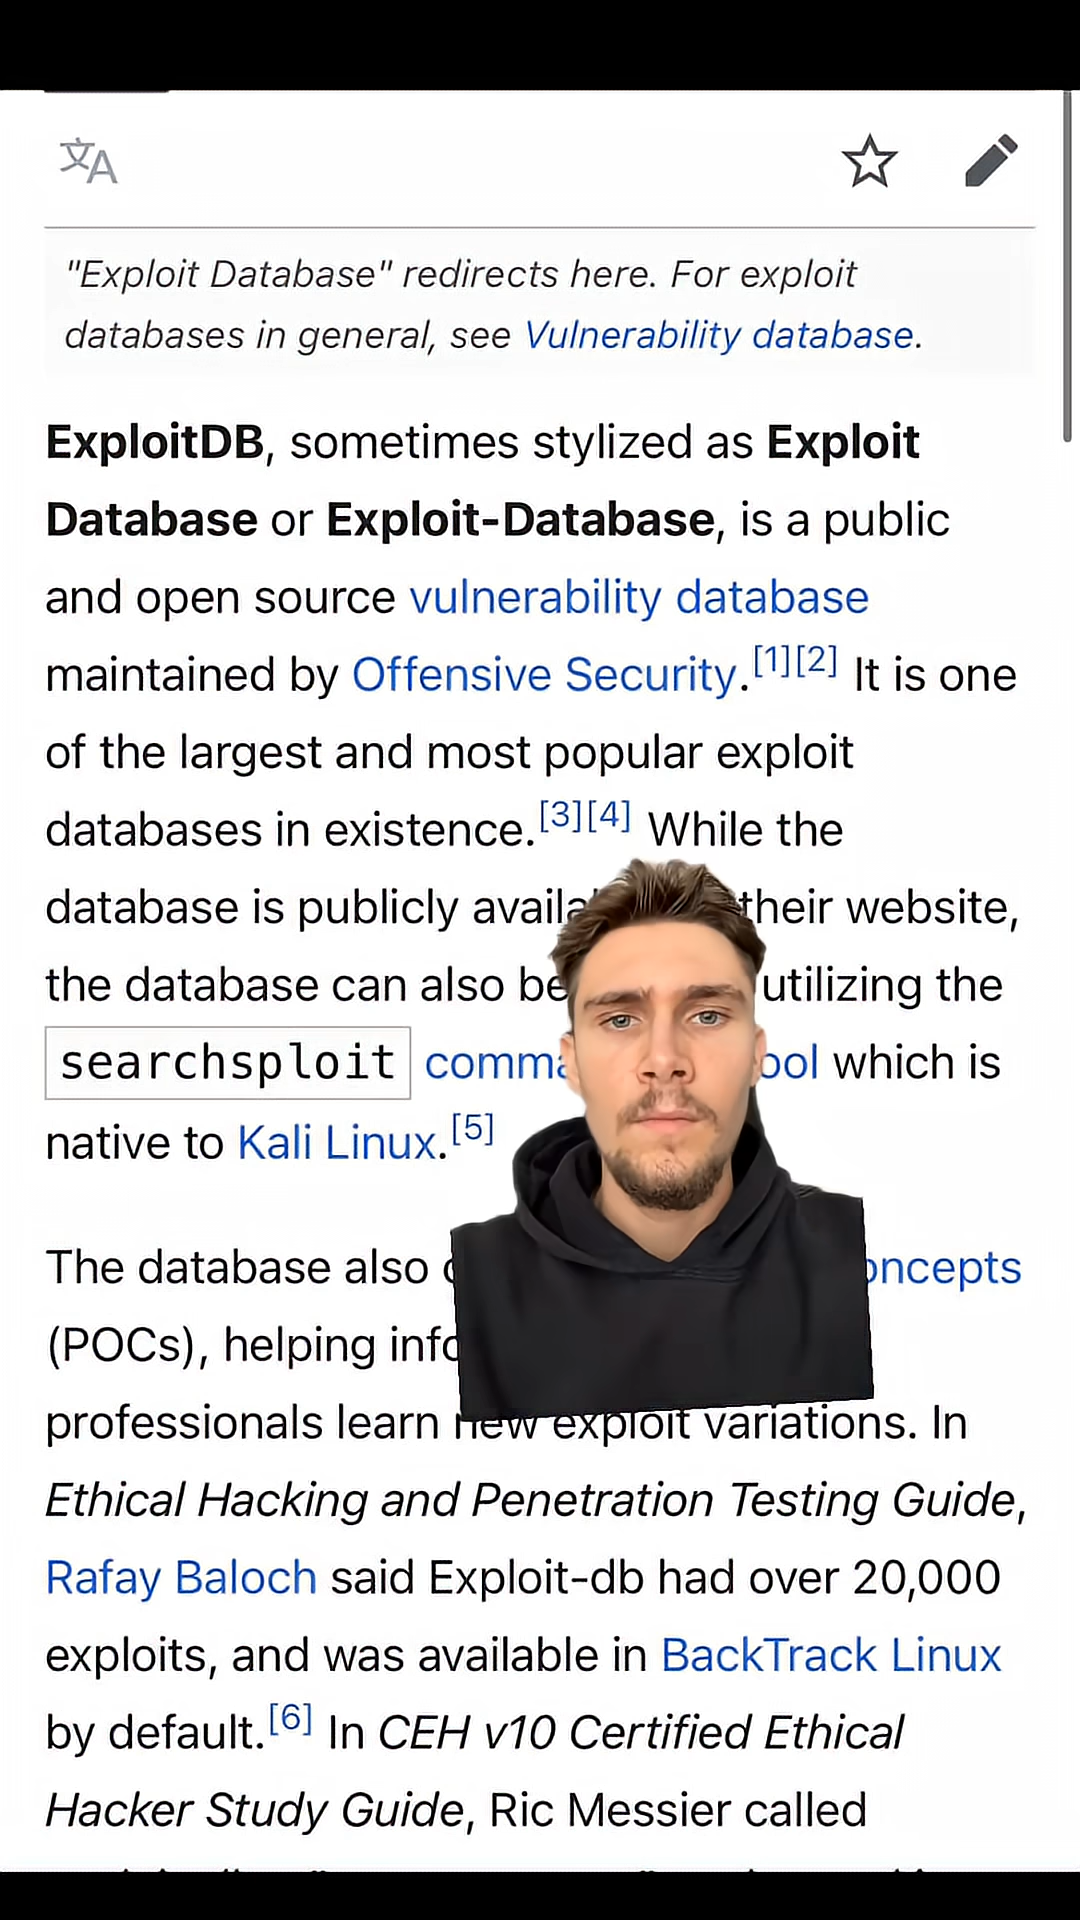 "Exploit Database" redirects here. For exploit
databases in general, see Vulnerability database.
ExploitDB, sometimes stylized as Exploit
Database or Exploit-Database, is a public
and open source vulnerability database
maintained by Offensive Security.[1][2] It is one
of the largest and most popular exploit
databases in existence.[3][4] While the
database is publicly their website,
the database can also utilizing the
searchsploit which is
native to Kali Linux.[5]
The database also
(POCs), helping
professionals learn new exploit variations. In
Ethical Hacking and Penetration Testing Guide,
Rafay Baloch said Exploit-db had over 20,000
exploits, and was available in BackTrack Linux
by default.[6] In CEH v10 Certified Ethical
Hacker Study Guide, Ric Messier called